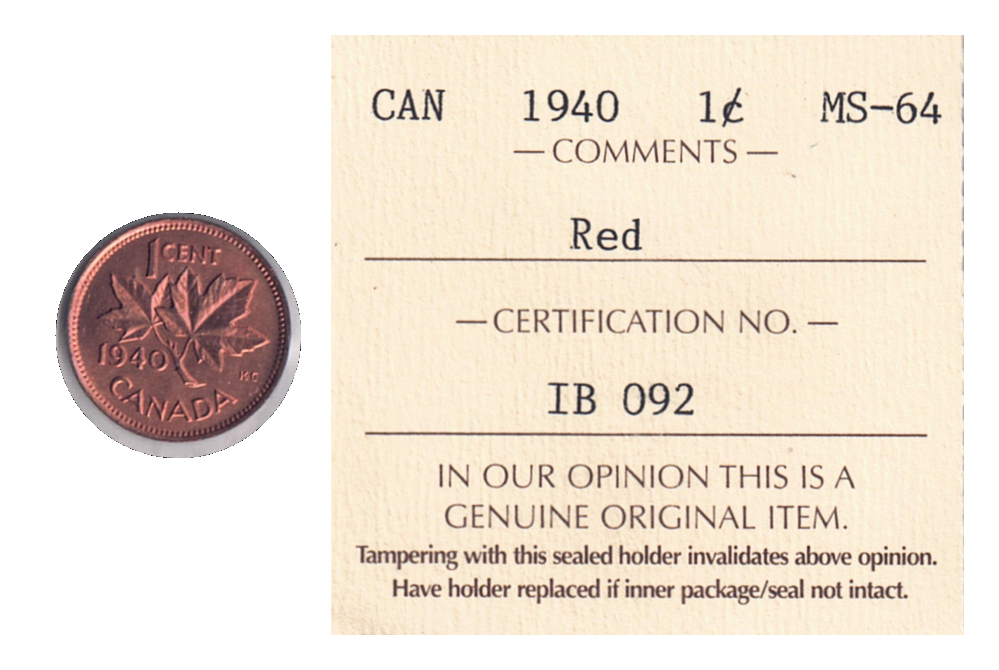 1 CENT
1940
KG
CANADA
CAN 1940 1¢ MS-64
— COMMENTS —
Red
— CERTIFICATION NO. —
IB 092
IN OUR OPINION THIS IS A
GENUINE ORIGINAL ITEM.
Tampering with this sealed holder invalidates above opinion.
Have holder replaced if inner package/seal not intact.